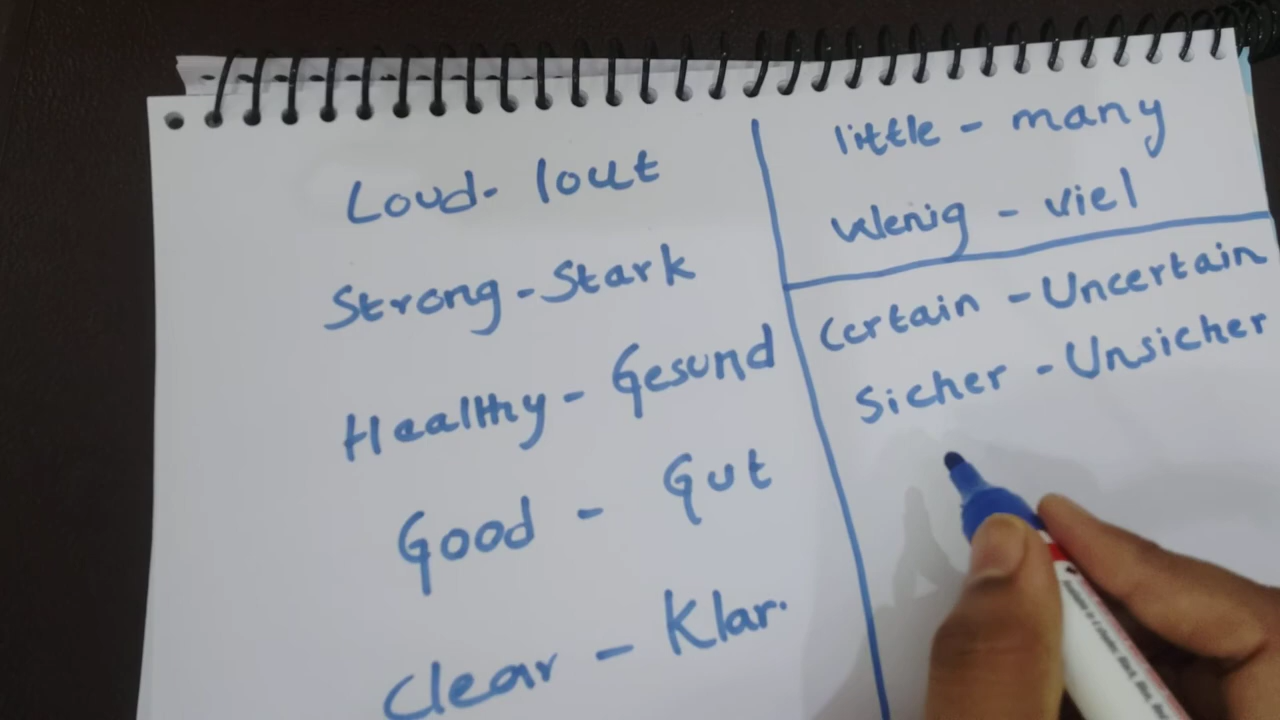 Loud - lout
Strong - Stark
Healthy - Gesund
Good - Gut
Clear - Klar.
little - many
Wenig - viel
Certain - Uncertain
Sicher - Unsicher